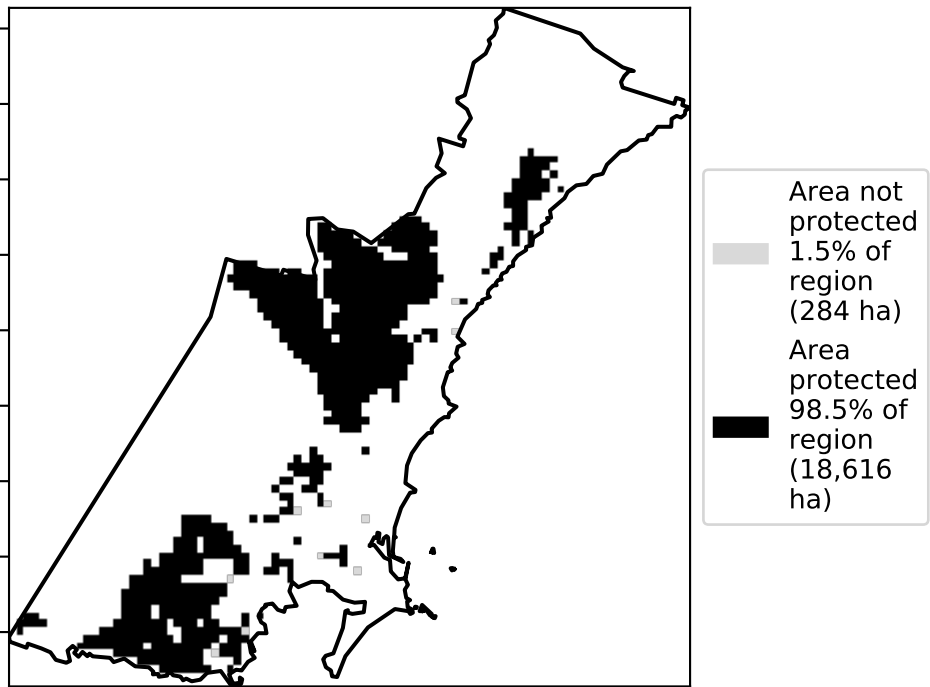 Area not
protected
1.5% of
region
(284 ha)
Area
protected
98.5% of
region
(18,616
ha)